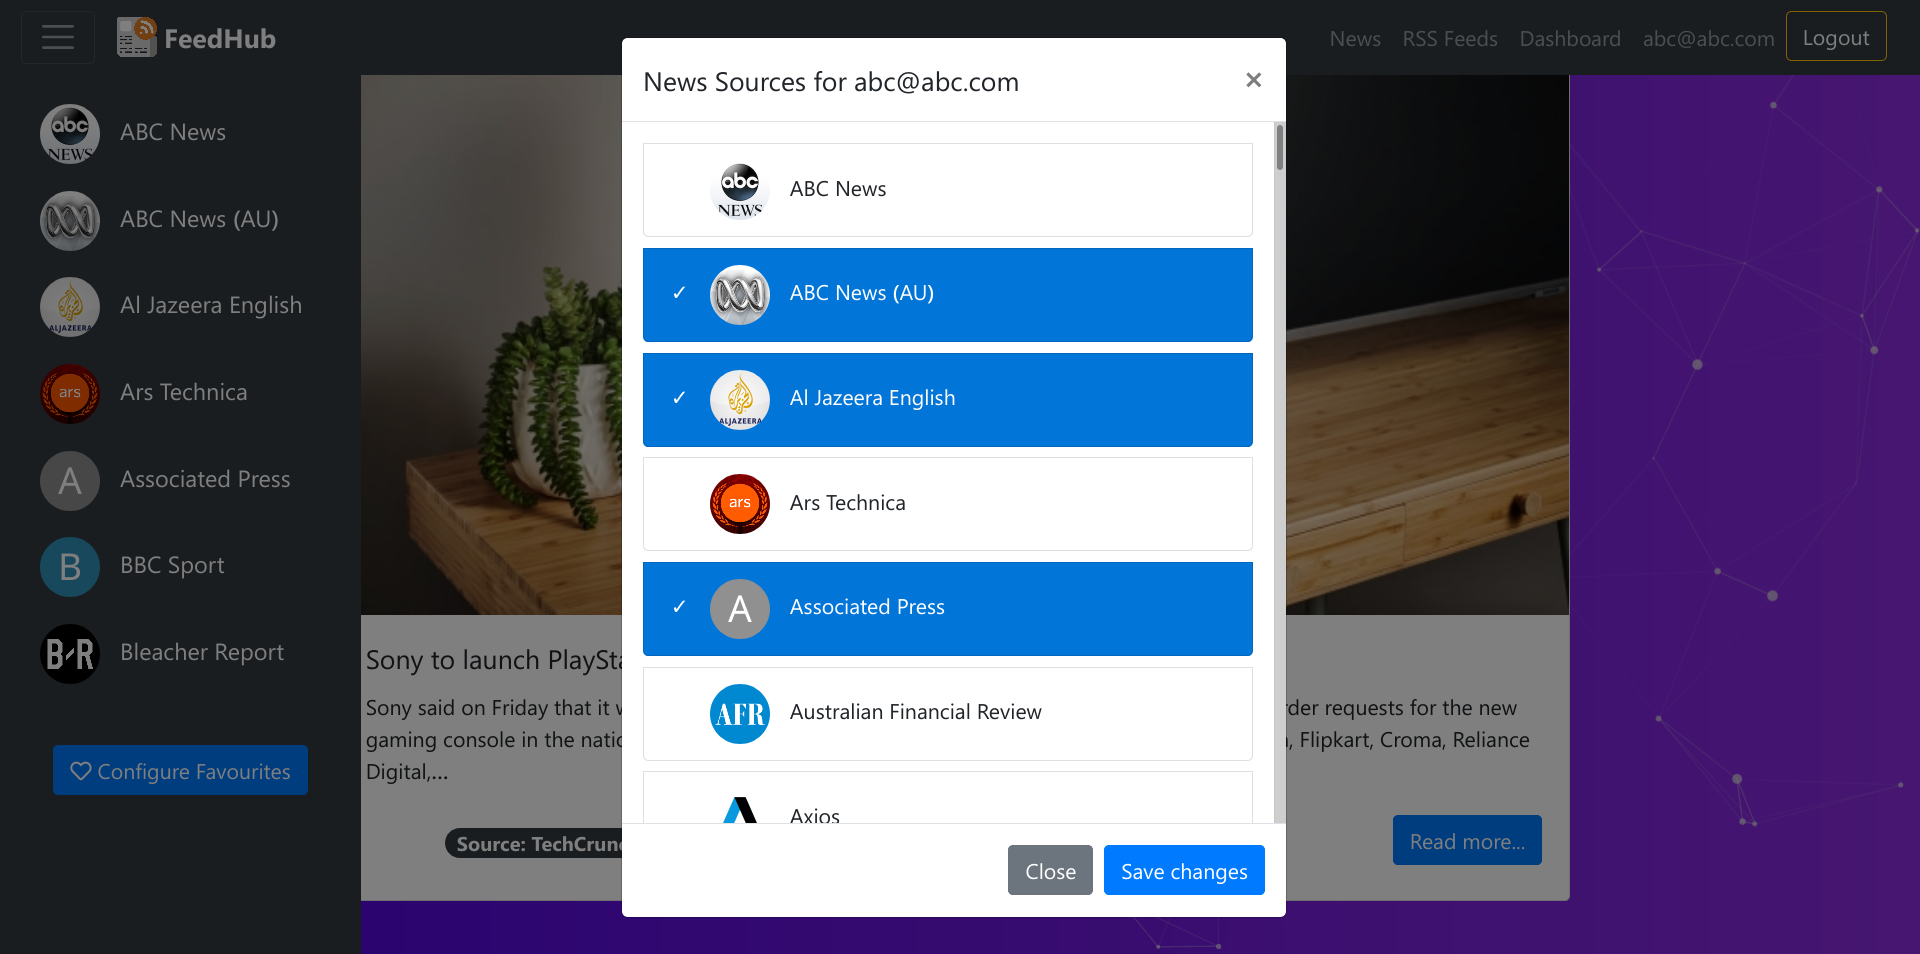 FeedHub
News
RSS Feeds
Dashboard
abc@abc.com
Logout
abc
NEWS
ABC News
ABC News (AU)
ALJAZEERA
Al Jazeera English
ars
Ars Technica
A
Associated Press
B
BBC Sport
B/R
Bleacher Report
Configure Favourites
News Sources for abc@abc.com
×
abc
NEWS
ABC News
✓
ABC News (AU)
✓
ALJAZEERA
Al Jazeera English
ars
Ars Technica
✓
A
Associated Press
AFR
Australian Financial Review
Axios
Close
Save changes
Sony to launch PlaySta
Sony said on Friday that it
rder requests for the new
gaming console in the
, Flipkart, Croma, Reliance
Digital,...
Source: TechCrun
Read more...